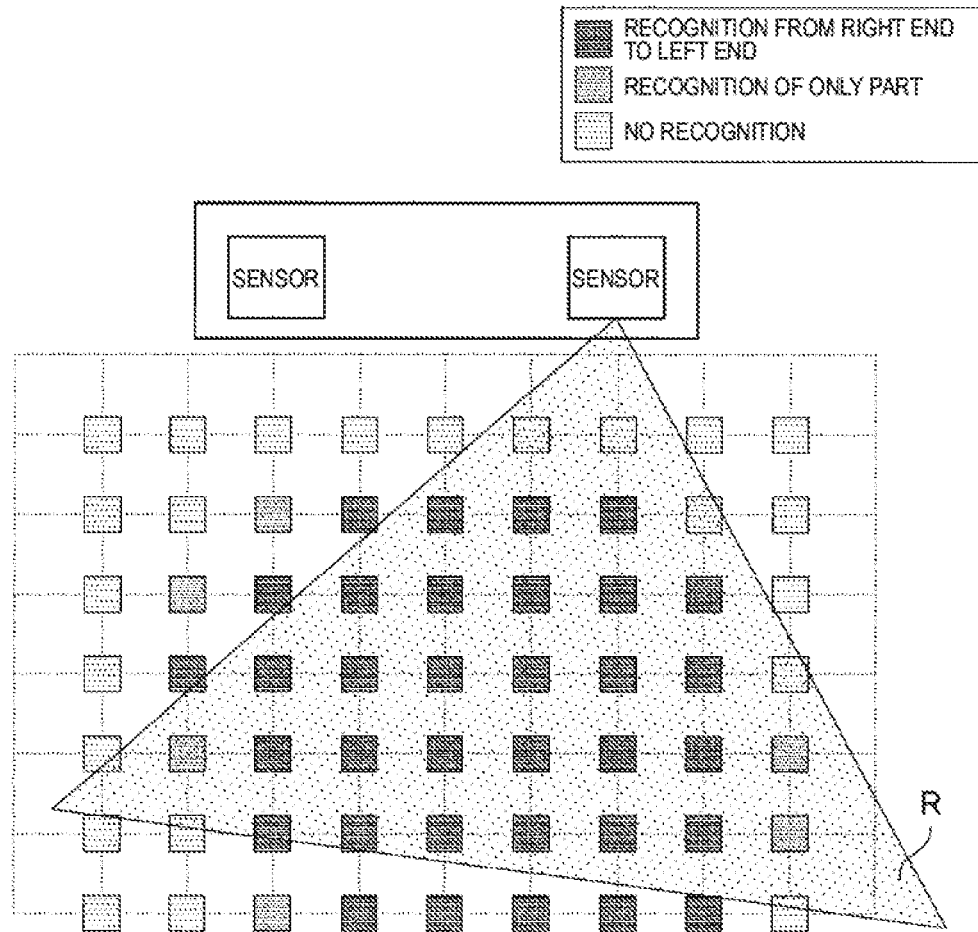 RECOGNITION FROM RIGHT END
TO LEFT END
RECOGNITION OF ONLY PART
NO RECOGNITION
SENSOR
SENSOR
R